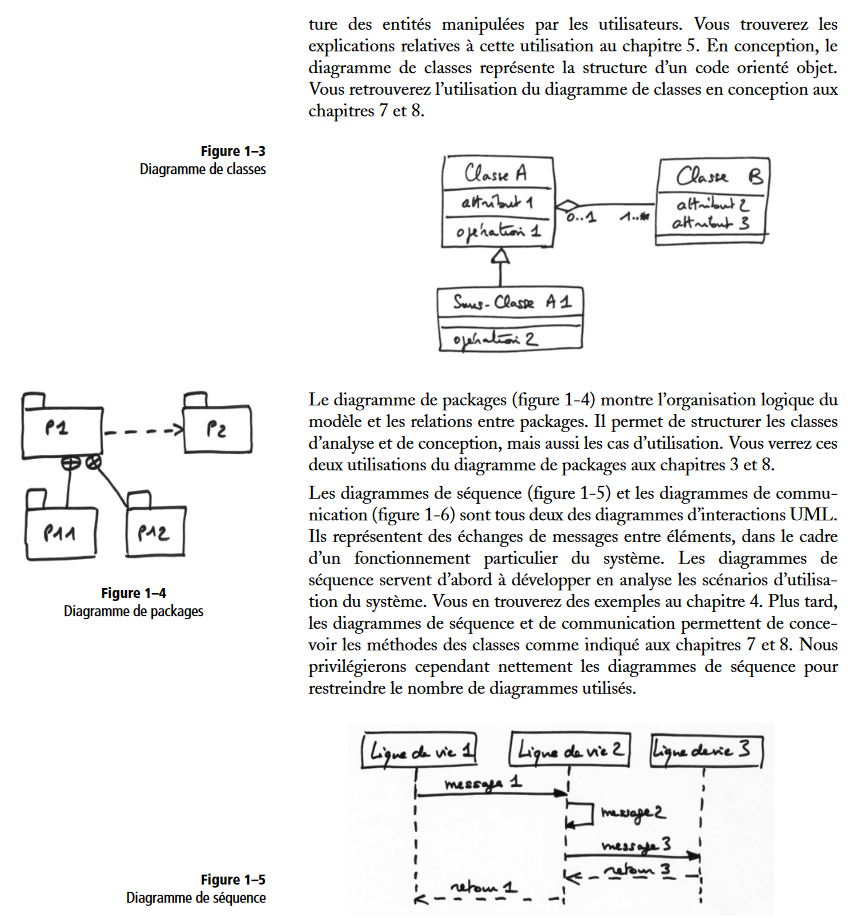 ture des entités manipulées par les utilisateurs. Vous trouverez les
explications relatives à cette utilisation au chapitre 5. En conception, le
diagramme de classes représente la structure d'un code orienté objet.
Vous retrouverez l'utilisation du diagramme de classes en conception aux
chapitres 7 et 8.
Figure 1–3
Diagramme de classes
Classe A
attribut 1
opération 1
0..1
1..*
Classe B
attribut 2
attribut 3
Sous-Classe A1
opération 2
P1
P2
P11
P12
Figure 1–4
Diagramme de packages
Le diagramme de packages (figure 1-4) montre l'organisation logique du
modèle et les relations entre packages. Il permet de structurer les classes
d'analyse et de conception, mais aussi les cas d'utilisation. Vous verrez ces
deux utilisations du diagramme de packages aux chapitres 3 et 8.
Les diagrammes de séquence (figure 1-5) et les diagrammes de commu-
nication (figure 1-6) sont tous deux des diagrammes d'interactions UML.
Ils représentent des échanges de messages entre éléments, dans le cadre
d'un fonctionnement particulier du système. Les diagrammes de
séquence servent d'abord à développer en analyse les scénarios d'utilisa-
tion du système. Vous en trouverez des exemples au chapitre 4. Plus tard,
les diagrammes de séquence et de communication permettent de conce-
voir les méthodes des classes comme indiqué aux chapitres 7 et 8. Nous
privilégierons cependant nettement les diagrammes de séquence pour
restreindre le nombre de diagrammes utilisés.
Ligne de vie 1
Ligne de vie 2
Ligne de vie 3
message 1
message 2
message 3
retour 3
retour 1
Figure 1–5
Diagramme de séquence